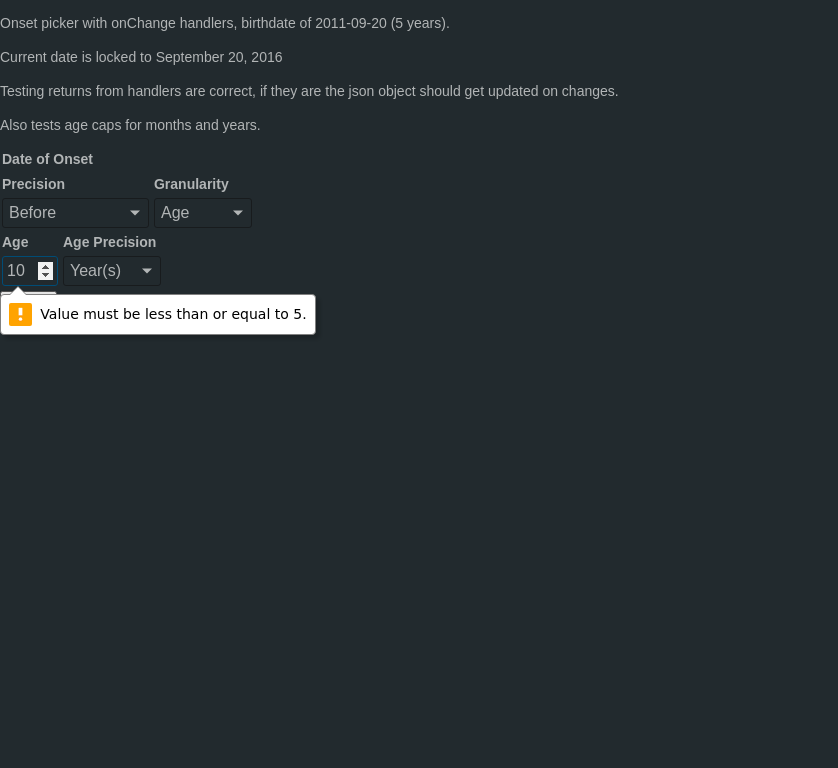 Onset picker with onChange handlers, birthdate of 2011-09-20 (5 years).
Current date is locked to September 20, 2016
Testing returns from handlers are correct, if they are the json object should get updated on changes.
Also tests age caps for months and years.
Date of Onset
Precision Granularity
Before Age
Age Age Precision
10 Year(s)
Value must be less than or equal to 5.